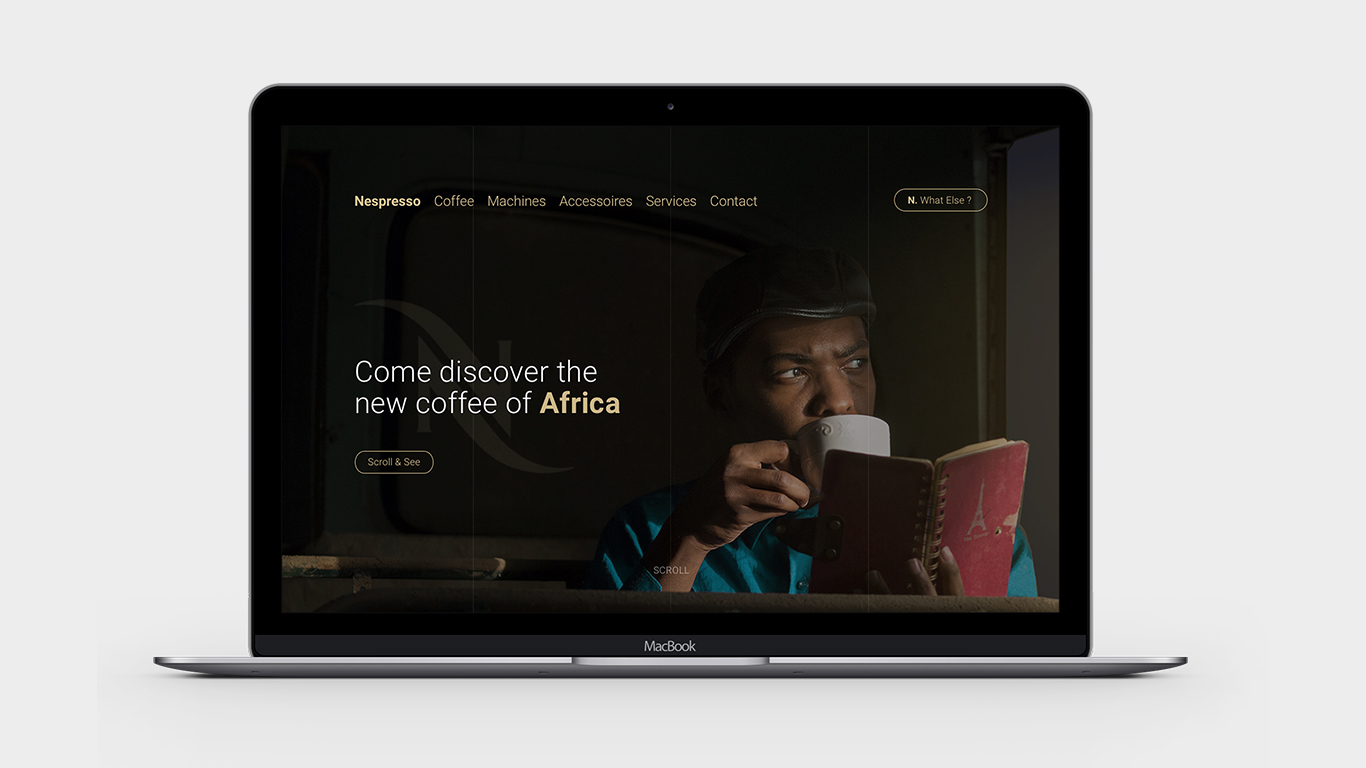 Nespresso Coffee Machines Accessoires Services Contact
N. What Else ?
N
Come discover the
new coffee of Africa
Scroll & See
SCROLL
MacBook